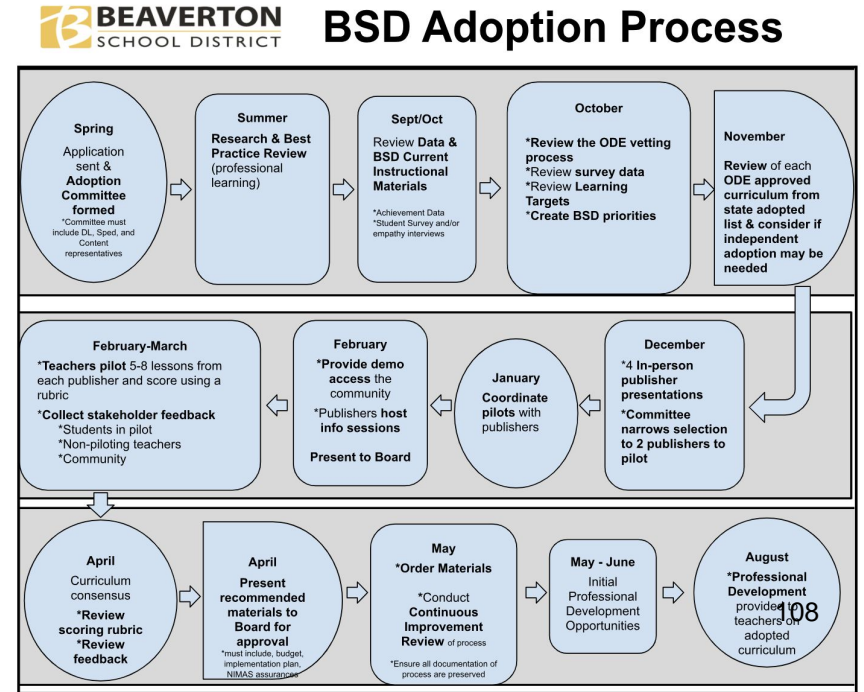 BEAVERTON
SCHOOL DISTRICT
BSD Adoption Process
Spring
Application
sent &
Adoption
Committee
formed
*Committee must
include DL, Sped, and
Content
representatives
Summer
Research & Best
Practice Review
(professional
learning)
Sept/Oct
Review Data &
BSD Current
Instructional
Materials
*Achievement Data
*Student Survey and/or
empathy interviews
October
*Review the ODE vetting
process
*Review survey data
*Review Learning
Targets
*Create BSD priorities
November
Review of each
ODE approved
curriculum from
state adopted
list & consider if
independent
adoption may be
needed
December
*4 In-person
publisher
presentations
*Committee
narrows selection
to 2 publishers to
pilot
January
Coordinate
pilots with
publishers
February
*Provide demo
access the
community
*Publishers host
info sessions
Present to Board
February-March
*Teachers pilot 5-8 lessons from
each publisher and score using a
rubric
*Collect stakeholder feedback
*Students in pilot
*Non-piloting teachers
*Community
April
Curriculum
consensus
*Review
scoring rubric
*Review
feedback
April
Present
recommended
materials to
Board for
approval
*must include, budget,
implementation plan,
NIMAS assurances
May
*Order Materials
*Conduct
Continuous
Improvement
Review of process
*Ensure all documentation of
process are preserved
May - June
Initial
Professional
Development
Opportunities
August
*Professional
Development
provided to
teachers on
adopted
curriculum
108